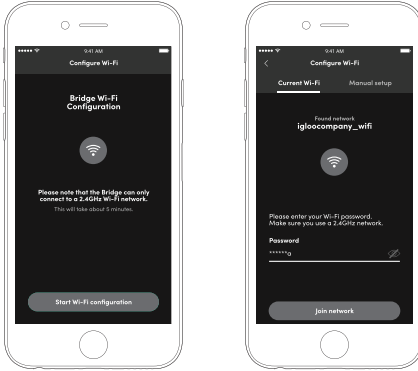 9:41 AM
Configure Wi-Fi
Bridge Wi-Fi
Configuration
Please note that the Bridge can only
connect to a 2.4GHz Wi-Fi network.
This will take about 5 minutes.
Start Wi-Fi configuration
9:41 AM
Configure Wi-Fi
Current Wi-Fi Manual setup
Found network
igloocompany_wifi
Please enter your Wi-Fi password.
Make sure you use a 2.4GHz network.
Password
******a
Join network